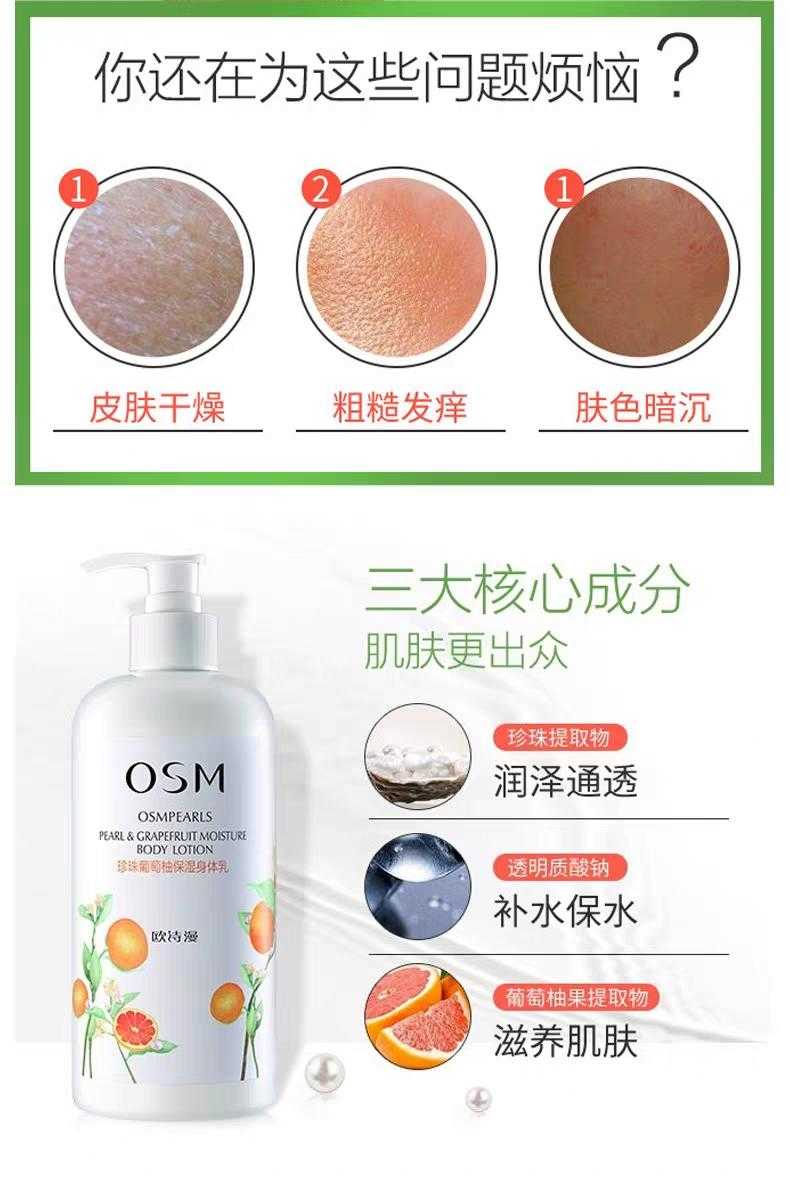 你还在为这些问题烦恼？
1
2
1
皮肤干燥
粗糙发痒
肤色暗沉
三大核心成分
肌肤更出众
珍珠提取物
润泽通透
透明质酸钠
补水保水
葡萄柚果提取物
滋养肌肤
OSM
OSMPEARLS
PEARL & GRAPEFRUIT MOISTURE
BODY LOTION
珍珠葡萄柚保湿身体乳
欧诗漫